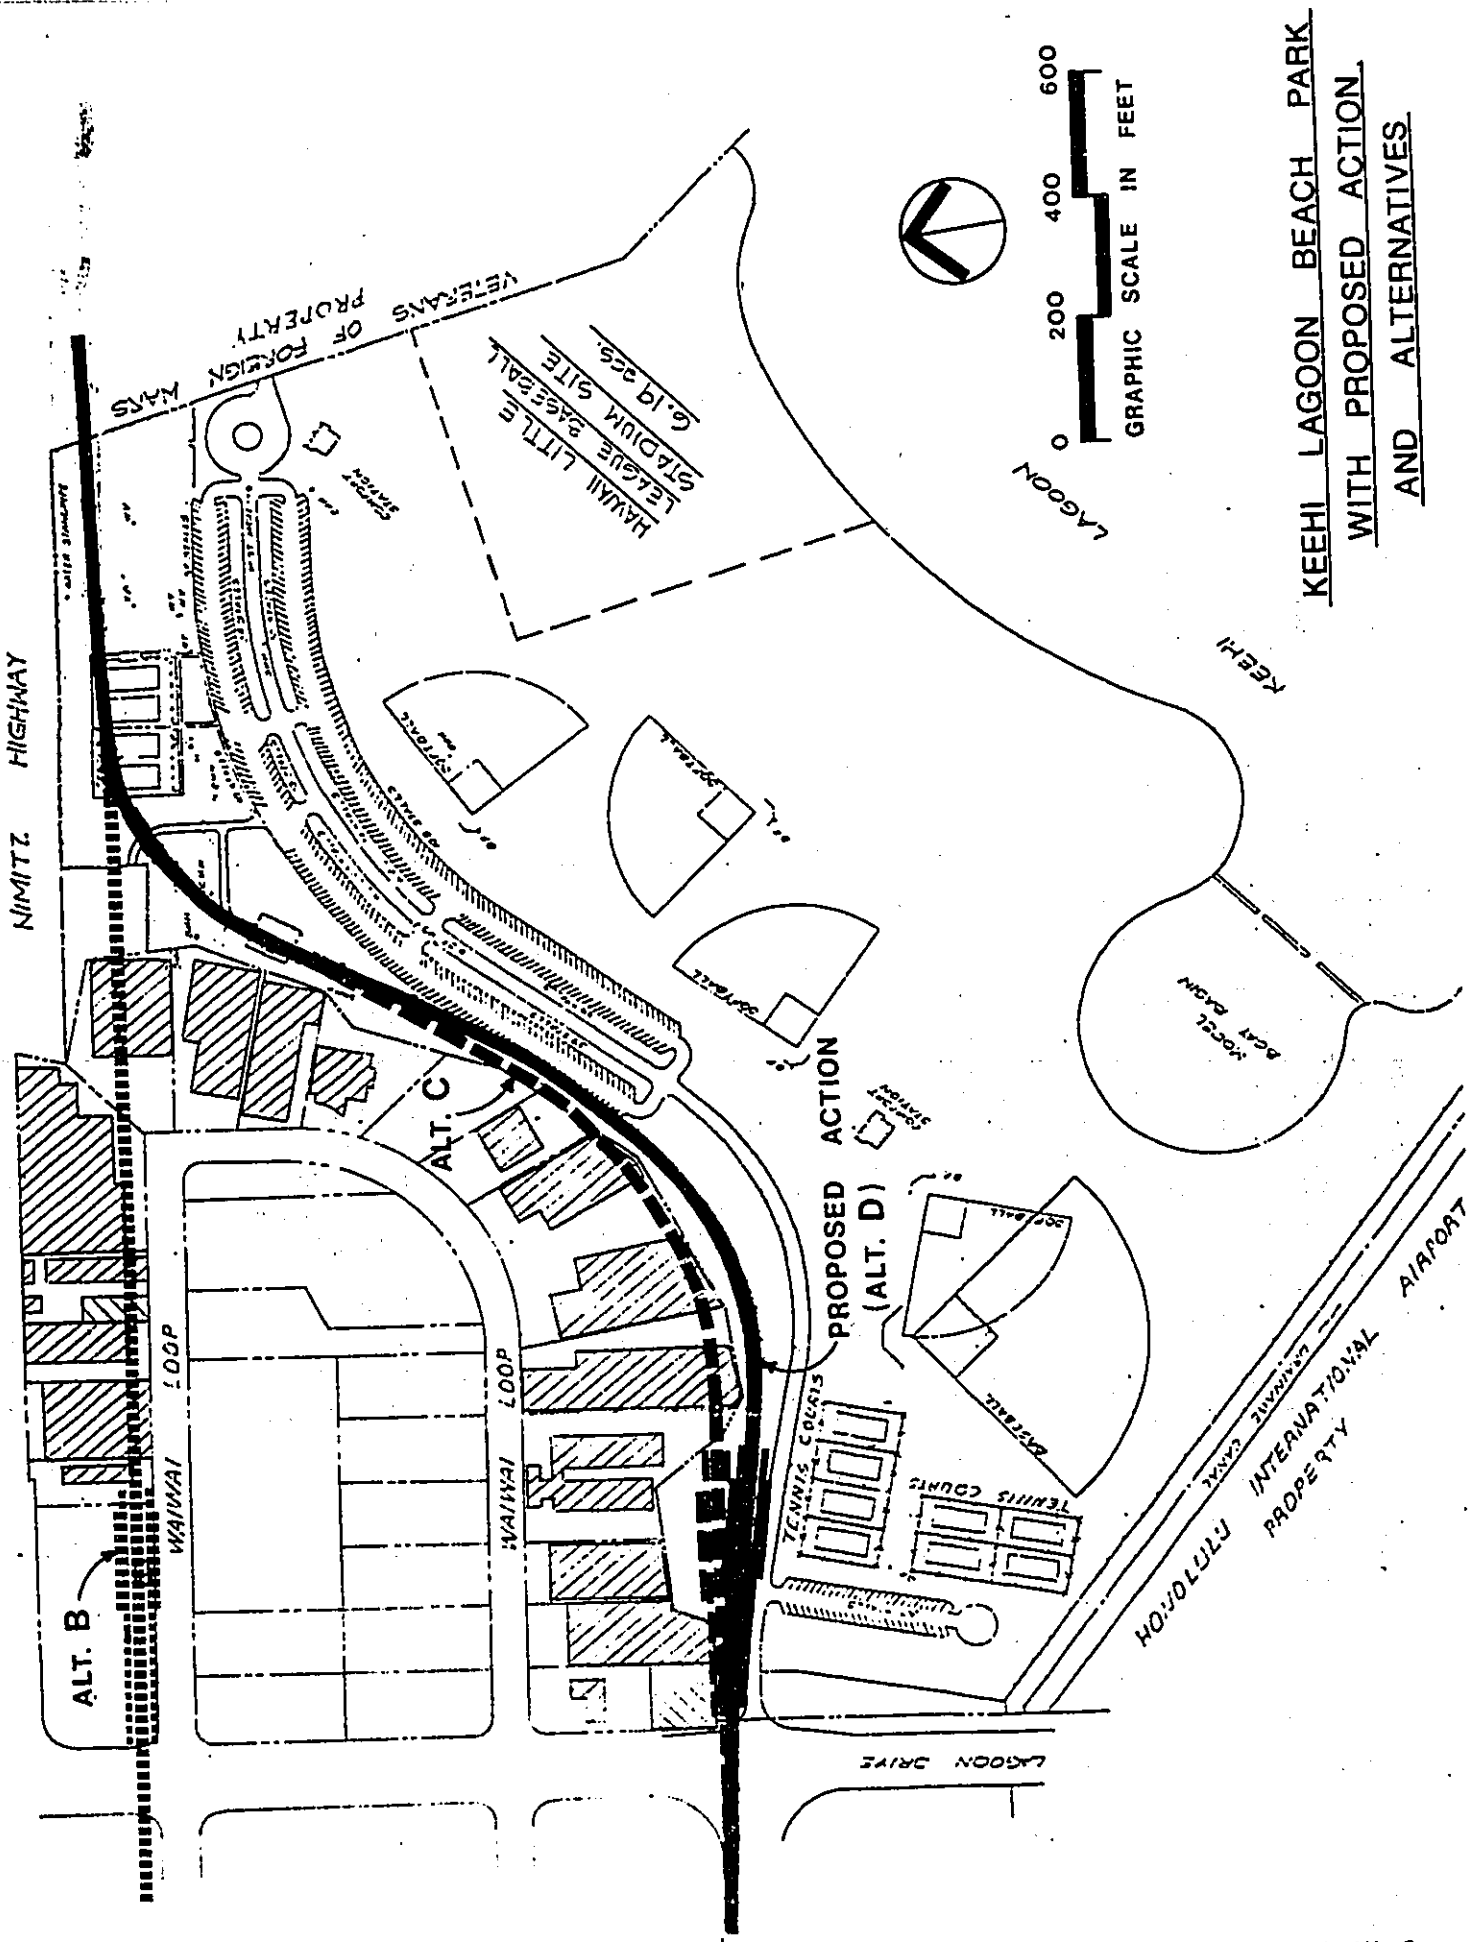 NIMITZ HIGHWAY
VETERANS
OF FOREIGN WARS
PROPERTY
COMFORT
STATION
HAWAII LITTLE
LEAGUE BASEBALL
STADIUM SITE
6.19 acs.
SOFTBALL
SOFTBALL
SOFTBALL
SOFTBALL
BASEBALL
ALT. B
ALT. C
PROPOSED ACTION
(ALT. D)
WAIWAI LOOP
WAIWAI LOOP
TENNIS COURTS
TENNIS COURTS
COMFORT
STATION
MODEL
BOAT BASIN
KEEHI LAGOON
LAGOON DRIVE
DRAINAGE CANAL
HONOLULU INTERNATIONAL AIRPORT
PROPERTY
0 200 400 600
GRAPHIC SCALE IN FEET
KEEHI LAGOON BEACH PARK
WITH PROPOSED ACTION
AND ALTERNATIVES